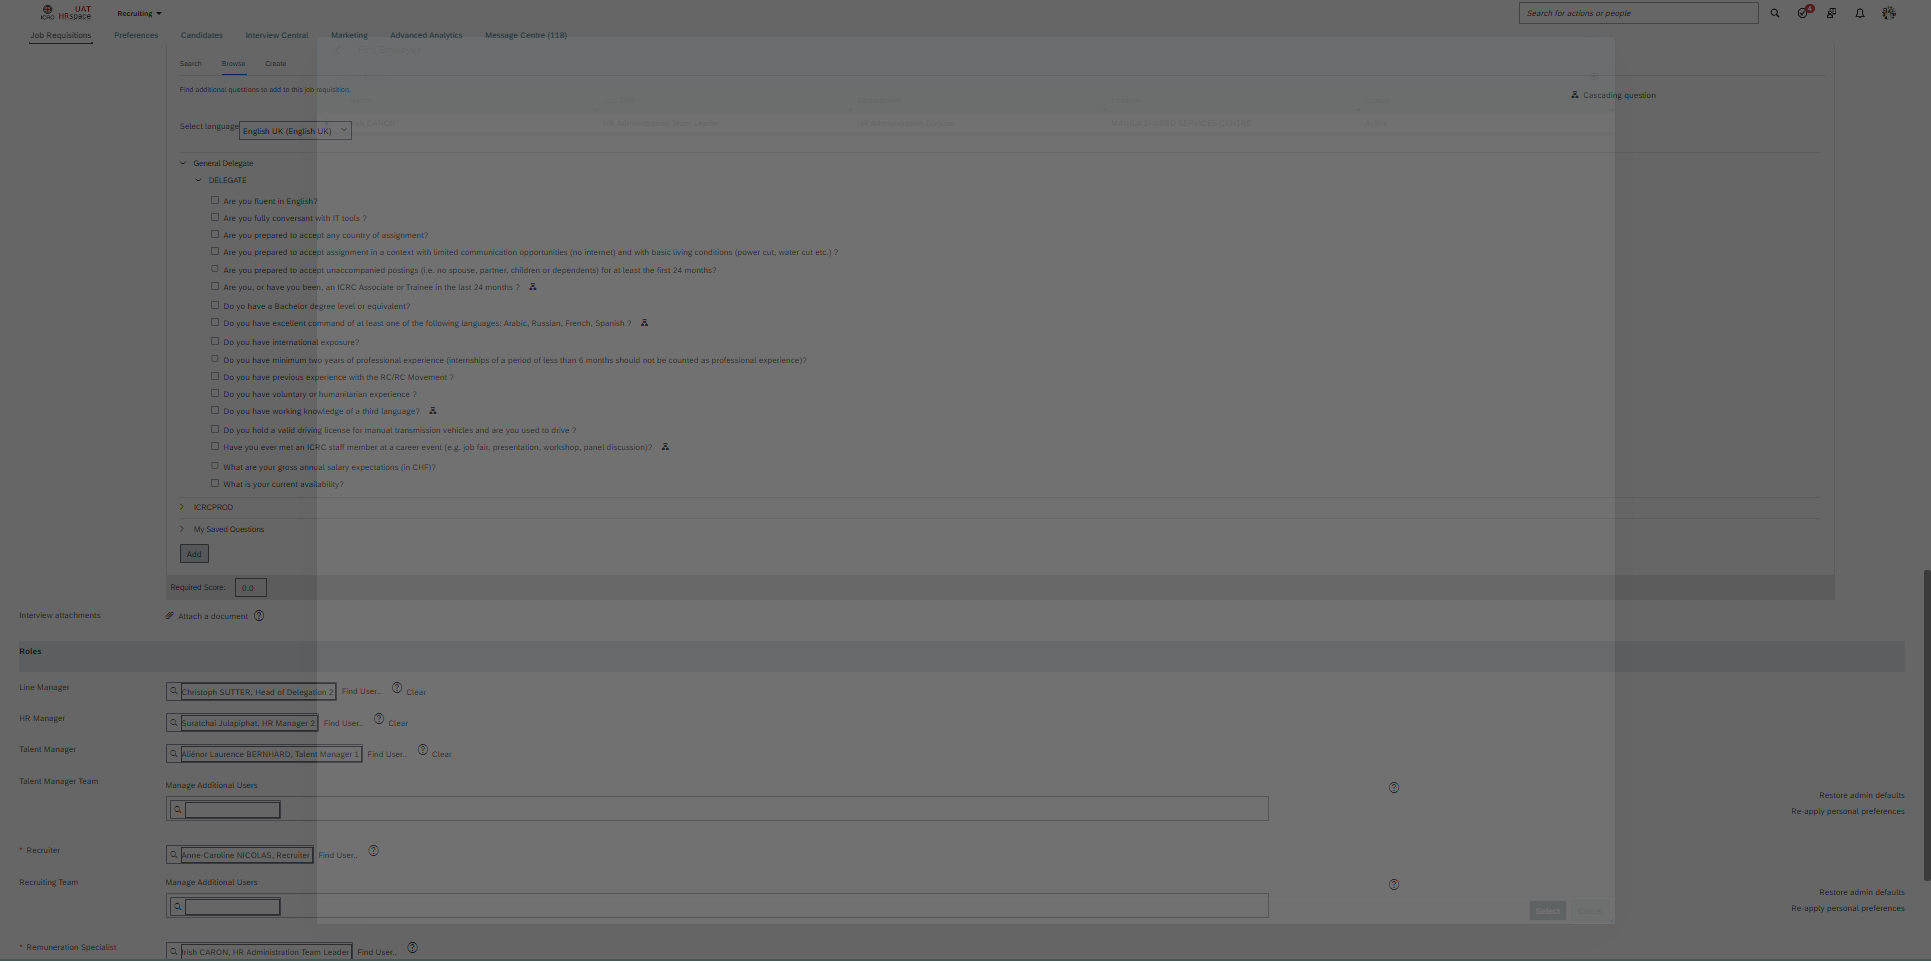 UAT
ICRC HRspace
Recruiting
Search for actions or people
4
Job Requisitions Preferences Candidates Interview Central Marketing Advanced Analytics Message Centre (118)
Search Browse Create
Find additional questions to add to this job requisition.
Cascading question
Select language English UK (English UK)
HR Administration Team Leader HR Administration Division MANILA SHARED SERVICES CENTRE Active
General Delegate
DELEGATE
Are you fluent in English?
Are you fully conversant with IT tools ?
Are you prepared to accept any country of assignment?
Are you prepared to accept assignment in a context with limited communication opportunities (no internet) and with basic living conditions (power cut, water cut etc.) ?
Are you prepared to accept unaccompanied postings (i.e. no spouse, partner, children or dependents) for at least the first 24 months?
Are you, or have you been, an ICRC Associate or Trainee in the last 24 months ?
Do yo have a Bachelor degree level or equivalent?
Do you have excellent command of at least one of the following languages: Arabic, Russian, French, Spanish ?
Do you have international exposure?
Do you have minimum two years of professional experience (internships of a period of less than 6 months should not be counted as professional experience)?
Do you have previous experience with the RC/RC Movement ?
Do you have voluntary or humanitarian experience ?
Do you have working knowledge of a third language?
Do you hold a valid driving license for manual transmission vehicles and are you used to drive ?
Have you ever met an ICRC staff member at a career event (e.g. job fair, presentation, workshop, panel discussion)?
What are your gross annual salary expectations (in CHF)?
What is your current availability?
ICRCPROD
My Saved Questions
Add
Required Score: 0.0
Interview attachments Attach a document
Roles
Line Manager Christoph SUTTER, Head of Delegation 2 Find User.. Clear
HR Manager Suratchai Julapiphat, HR Manager 2 Find User.. Clear
Talent Manager Aliénor Laurence BERNHARD, Talent Manager 1 Find User.. Clear
Talent Manager Team Manage Additional Users
Restore admin defaults
Re-apply personal preferences
* Recruiter Anne-Caroline NICOLAS, Recruiter Find User..
Recruiting Team Manage Additional Users
Restore admin defaults
Re-apply personal preferences
Select Cancel
* Remuneration Specialist Irish CARON, HR Administration Team Leader Find User..